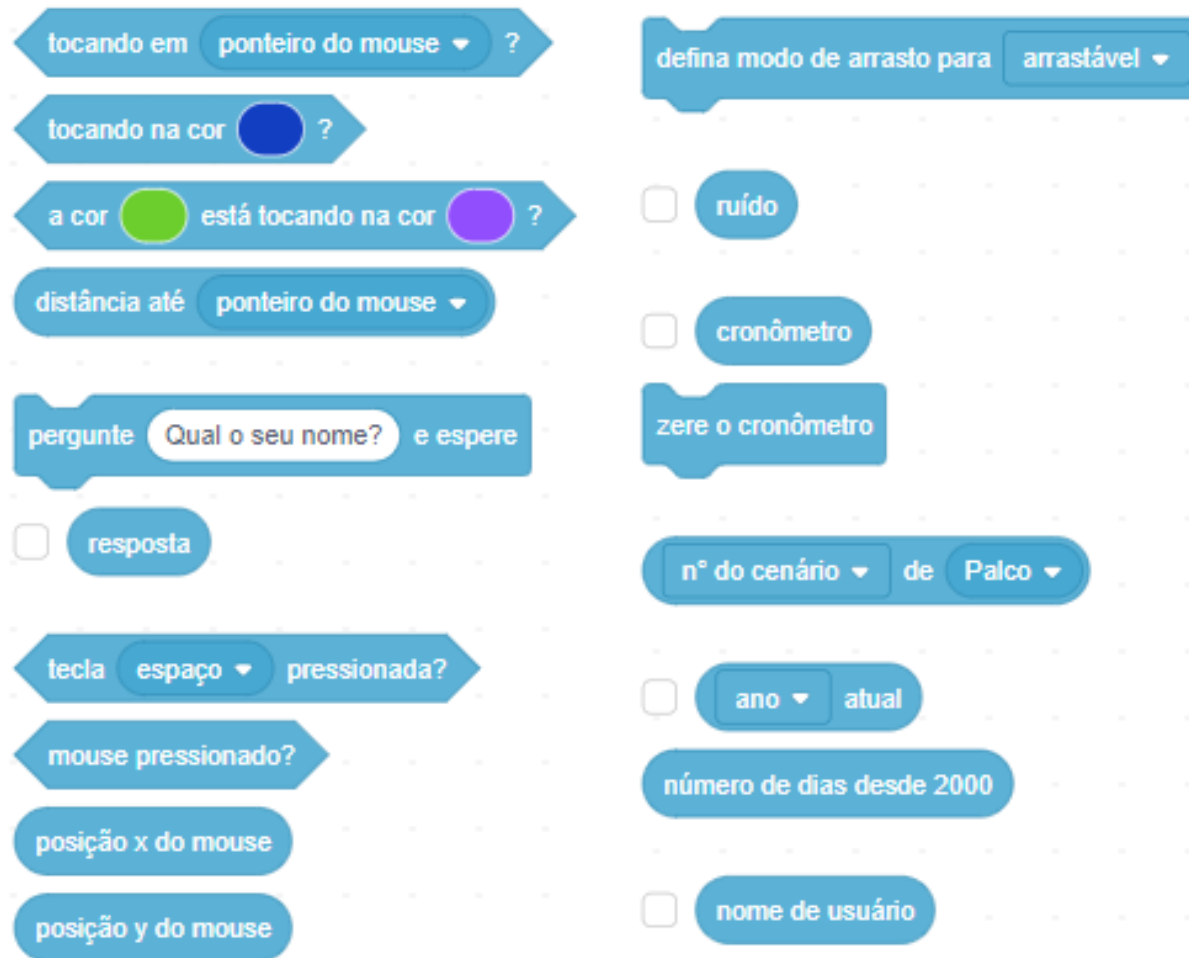 tocando em ponteiro do mouse ?
tocando na cor ?
a cor está tocando na cor ?
distância até ponteiro do mouse
pergunte Qual o seu nome? e espere
resposta
tecla espaço pressionada?
mouse pressionado?
posição x do mouse
posição y do mouse
defina modo de arrasto para arrastável
ruído
cronômetro
zere o cronômetro
n° do cenário de Palco
ano atual
número de dias desde 2000
nome de usuário